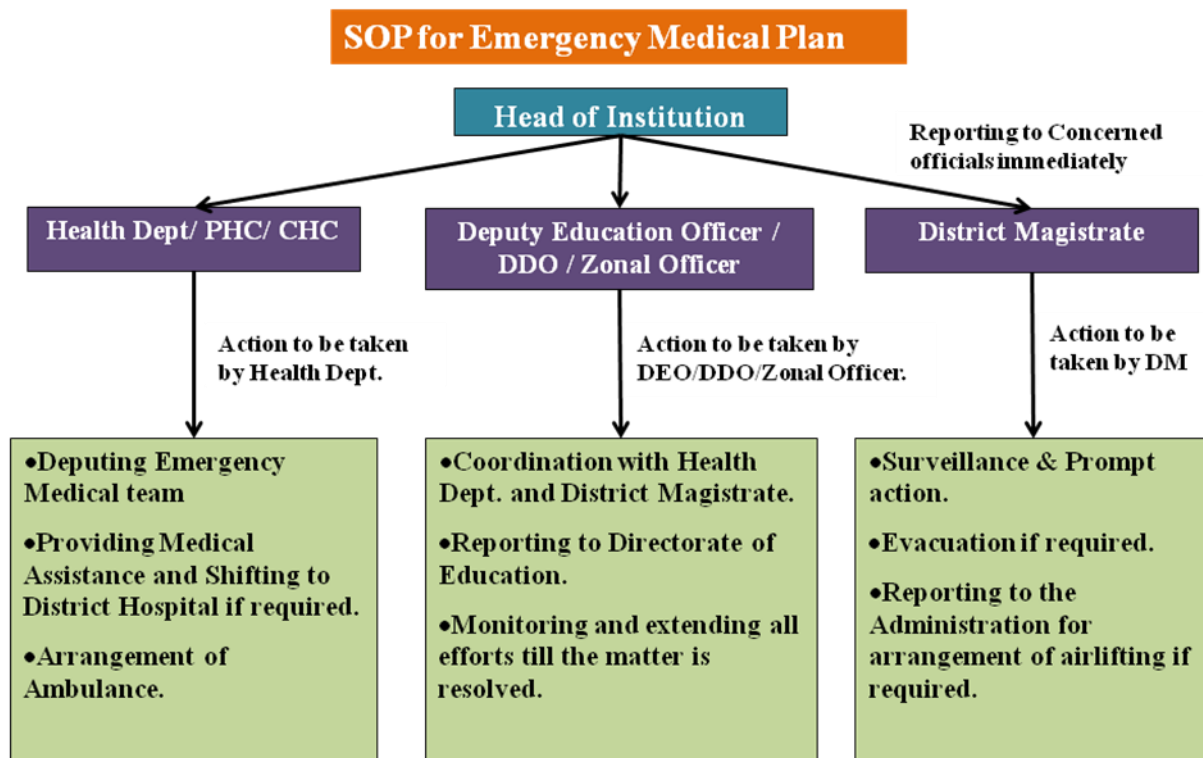 SOP for Emergency Medical Plan
Head of Institution
Reporting to Concerned
officials immediately
Health Dept/ PHC/ CHC
Deputy Education Officer /
DDO / Zonal Officer
District Magistrate
Action to be taken
by Health Dept.
Action to be taken by
DEO/DDO/Zonal Officer.
Action to be
taken by DM
•Deputing Emergency
Medical team
•Providing Medical
Assistance and Shifting to
District Hospital if required.
•Arrangement of
Ambulance.
•Coordination with Health
Dept. and District Magistrate.
•Reporting to Directorate of
Education.
•Monitoring and extending all
efforts till the matter is
resolved.
•Surveillance & Prompt
action.
•Evacuation if required.
•Reporting to the
Administration for
arrangement of airlifting if
required.